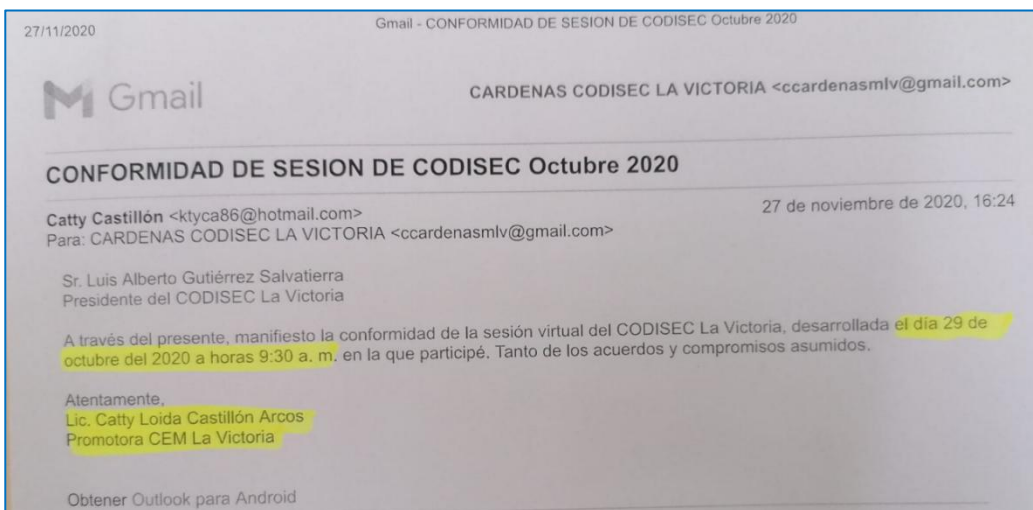 27/11/2020
Gmail - CONFORMIDAD DE SESION DE CODISEC Octubre 2020
Gmail
CARDENAS CODISEC LA VICTORIA <ccardenasmlv@gmail.com>
CONFORMIDAD DE SESION DE CODISEC Octubre 2020
Catty Castillón <ktyca86@hotmail.com>
27 de noviembre de 2020, 16:24
Para: CARDENAS CODISEC LA VICTORIA <ccardenasmlv@gmail.com>
Sr. Luis Alberto Gutiérrez Salvatierra
Presidente del CODISEC La Victoria
A través del presente, manifiesto la conformidad de la sesión virtual del CODISEC La Victoria, desarrollada el día 29 de
octubre del 2020 a horas 9:30 a. m. en la que participé. Tanto de los acuerdos y compromisos asumidos.
Atentamente,
Lic. Catty Loida Castillón Arcos
Promotora CEM La Victoria
Obtener Outlook para Android